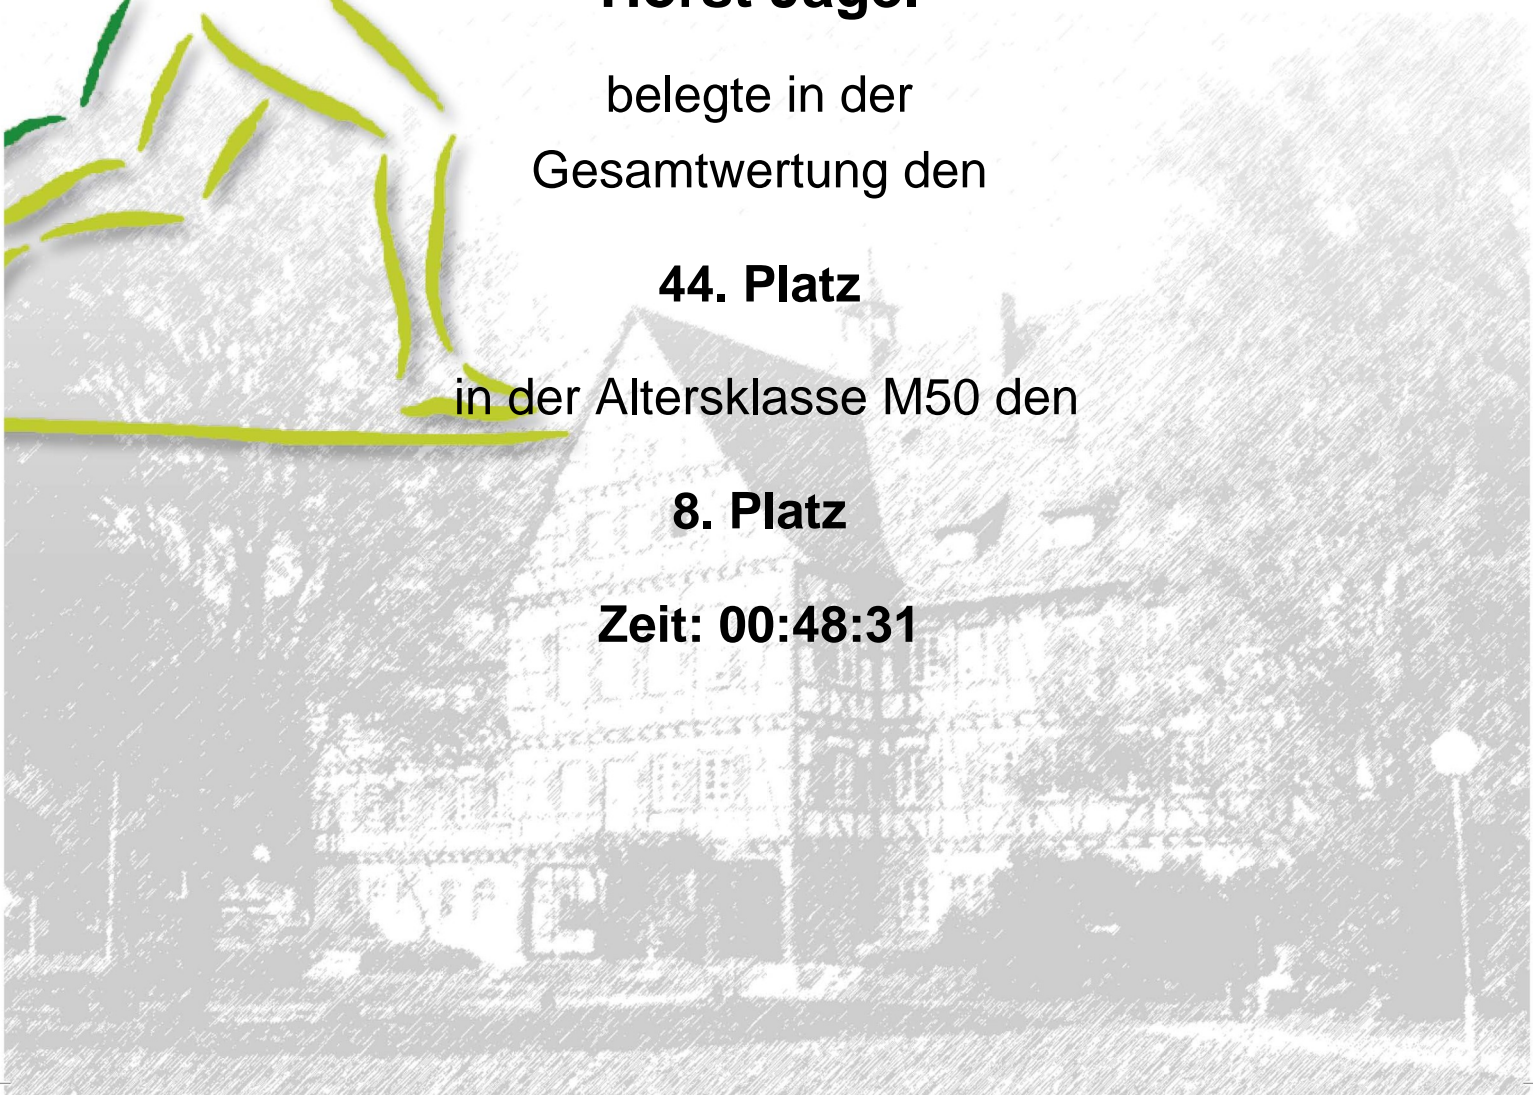 belegte in der
Gesamtwertung den
44. Platz
in der Altersklasse M50 den
8. Platz
Zeit: 00:48:31